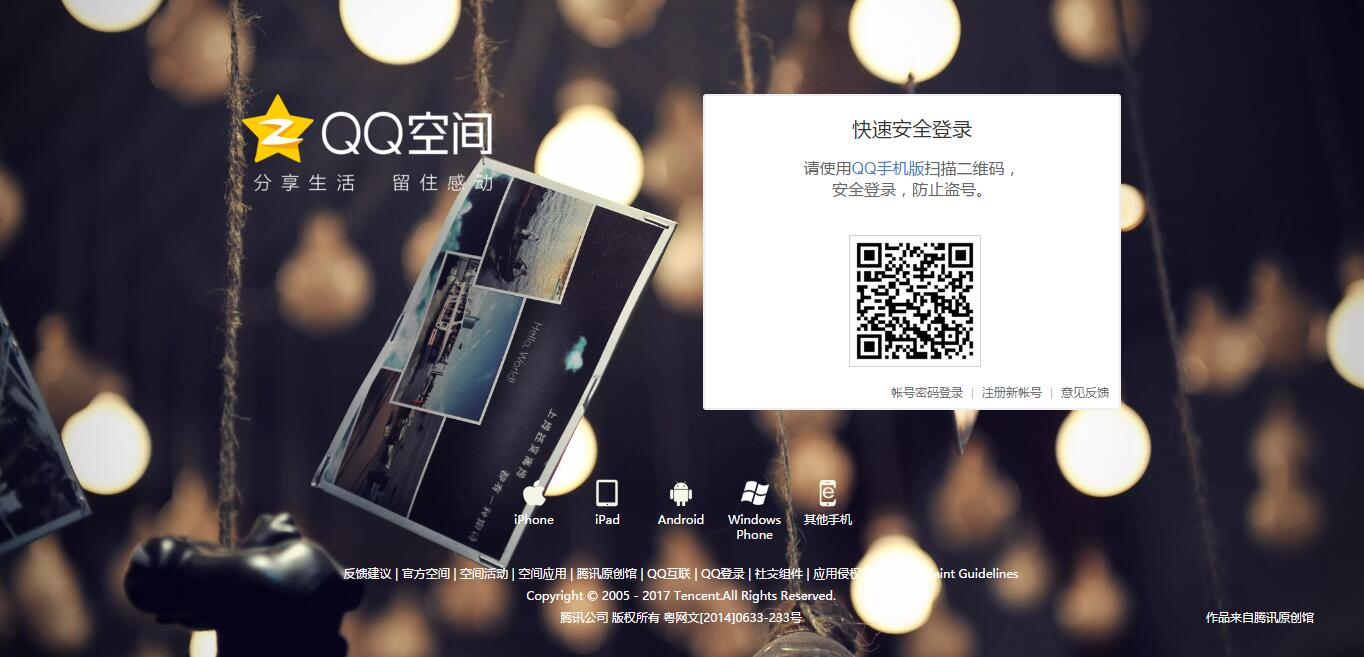 QQ空间
分享生活 留住感动
快速安全登录
请使用QQ手机版扫描二维码，
安全登录，防止盗号。
帐号密码登录 | 注册新帐号 | 意见反馈
Hello, World!
iPhone
iPad
Android
Windows Phone
其他手机
反馈建议 | 官方空间 | 空间活动 | 空间应用 | 腾讯原创馆 | QQ互联 | QQ登录 | 社交组件 | 应用侵权 Guidelines
Copyright © 2005 - 2017 Tencent.All Rights Reserved.
腾讯公司 版权所有 粤网文[2014]0633-233号
作品来自腾讯原创馆